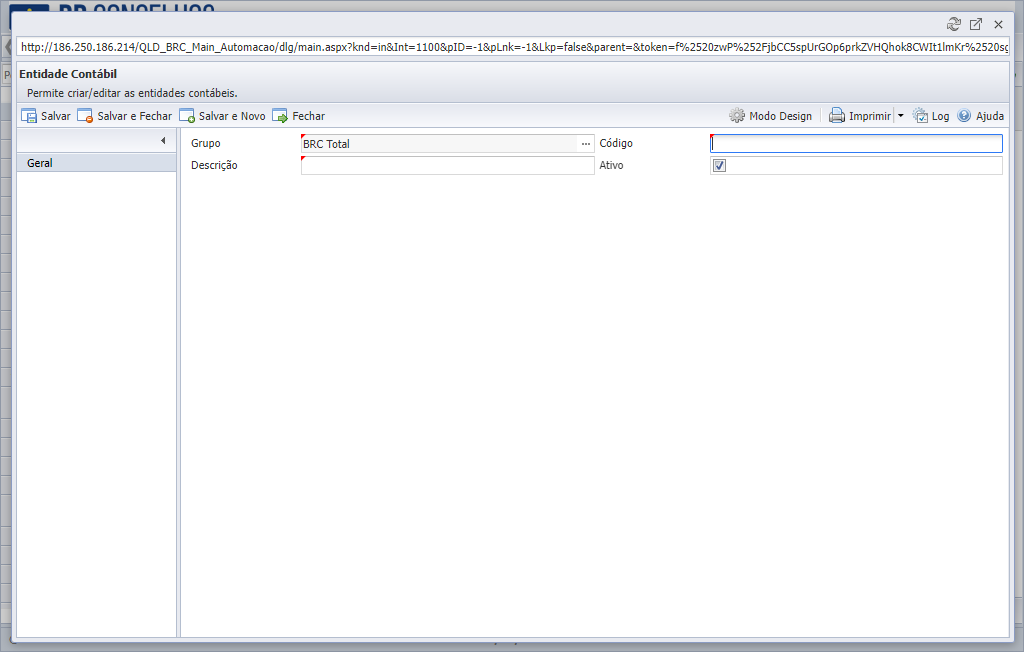 http://186.250.186.214/QLD_BRC_Main_Automacao/dlg/main.aspx?knd=in&Int=1100&pID=-1&pLnk=-1&Lkp=false&parent=&token=f%2520zwP%252FjbCC5spUrGOp6prkZVHQhok8CWIt1lmKr%2520sg
Entidade Contábil
Permite criar/editar as entidades contábeis.
Salvar Salvar e Fechar Salvar e Novo Fechar Modo Design Imprimir Log Ajuda
Geral
Grupo BRC Total ... Código
Descrição Ativo